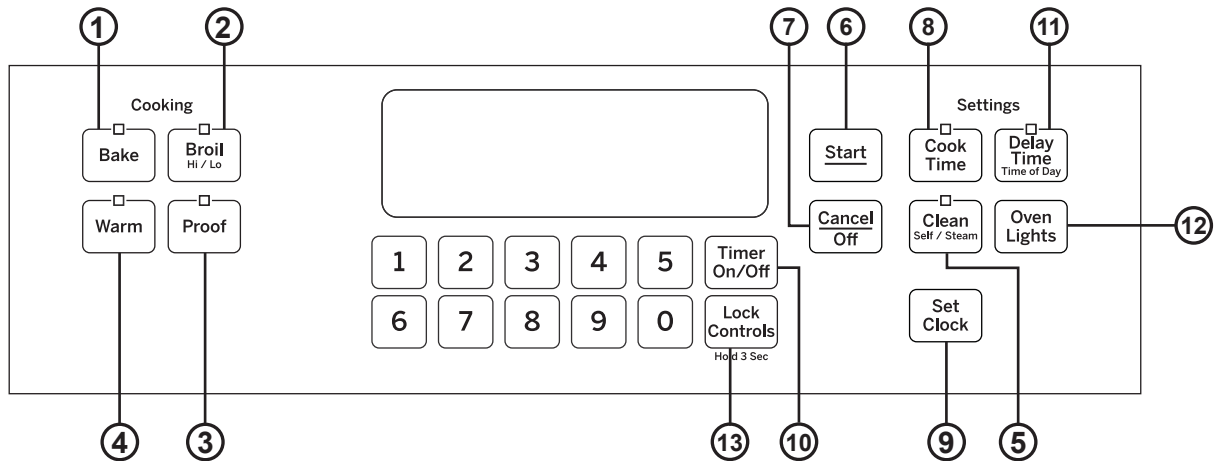 1
2
7
6
8
11
Cooking
Settings
Bake
Broil
Hi / Lo
Start
Cook
Time
Delay
Time
Time of Day
Warm
Proof
Cancel
Off
Clean
Self / Steam
Oven
Lights
12
1 2 3 4 5
Timer
On/Off
6 7 8 9 0
Lock
Controls
Hold 3 Sec
Set
Clock
4
3
13
10
9
5